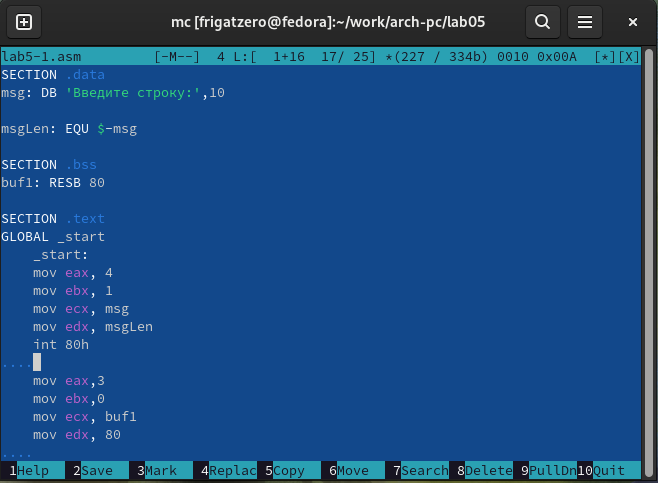 mc [frigatzero@fedora]:~/work/arch-pc/lab05
lab5-1.asm [-M--] 4 L:[ 1+16 17/ 25] *(227 / 334b) 0010 0x00A [*][X]
SECTION .data
msg: DB 'Введите строку:',10
msgLen: EQU $-msg
SECTION .bss
buf1: RESB 80
SECTION .text
GLOBAL _start
_start:
mov eax, 4
mov ebx, 1
mov ecx, msg
mov edx, msgLen
int 80h
....
mov eax,3
mov ebx,0
mov ecx, buf1
mov edx, 80
....
1Help 2Save 3Mark 4Replac 5Copy 6Move 7Search 8Delete 9PullDn 10Quit